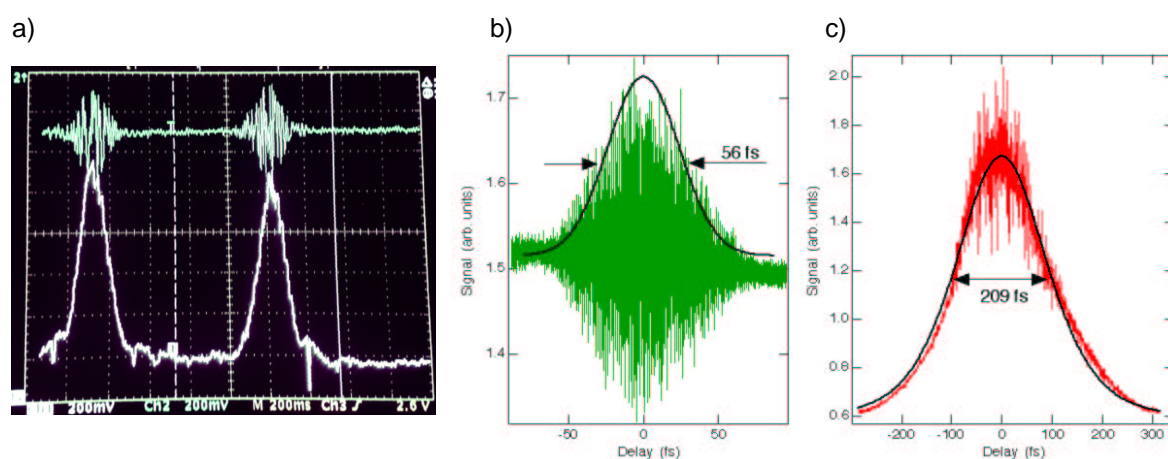 a)
b)
c)
2
200mV Ch2 200mV M 200ms Ch3 2.6 V
1.7
1.6
1.5
1.4
Signal (arb. units)
56 fs
-50 0 50
Delay (fs)
2.0
1.8
1.6
1.4
1.2
1.0
0.8
0.6
Signal (arb. units)
209 fs
-200 -100 0 100 200 300
Delay (fs)